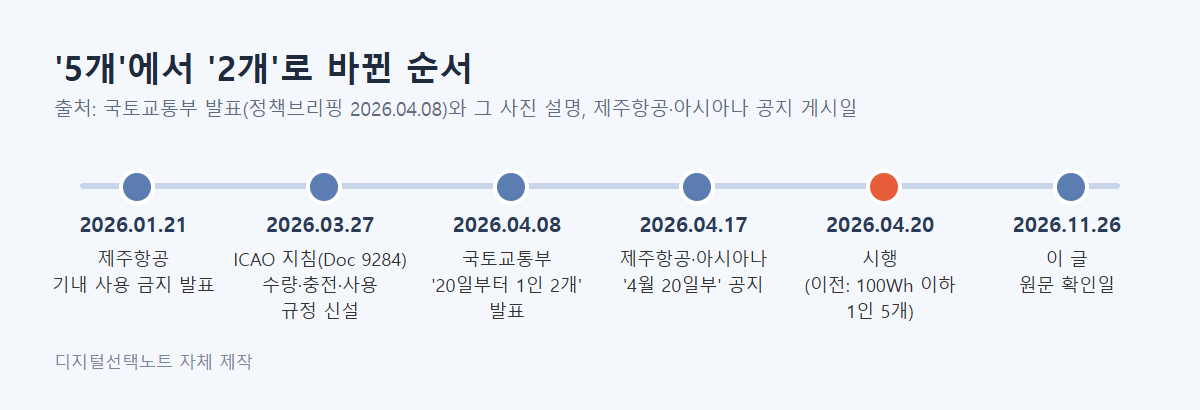 '5개'에서 '2개'로 바뀐 순서
출처: 국토교통부 발표(정책브리핑 2026.04.08)와 그 사진 설명, 제주항공·아시아나 공지 게시일
2026.01.21
제주항공
기내 사용 금지 발표
2026.03.27
ICAO 지침(Doc 9284)
수량·충전·사용
규정 신설
2026.04.08
국토교통부
'20일부터 1인 2개'
발표
2026.04.17
제주항공·아시아나
'4월 20일부' 공지
2026.04.20
시행
(이전: 100Wh 이하
1인 5개)
2026.11.26
이 글
원문 확인일
디지털선택노트 자체 제작